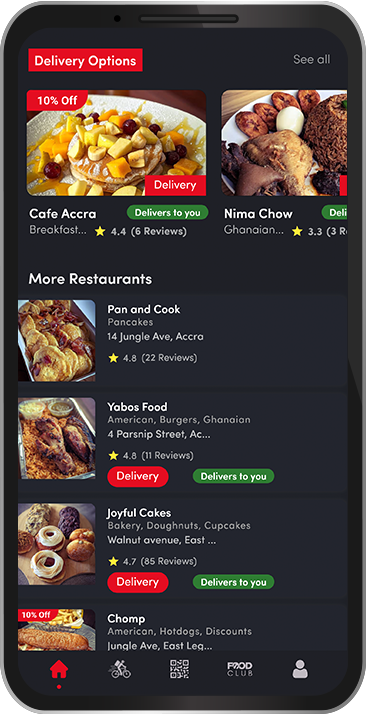 Delivery Options
See all
10% Off
Delivery
Cafe Accra
Delivers to you
Breakfast...
4.4 (6 Reviews)
Nima Chow
Deli
Ghanaian...
3.3 (3 R
More Restaurants
Pan and Cook
Pancakes
14 Jungle Ave, Accra
4.8 (22 Reviews)
Yabos Food
American, Burgers, Ghanaian
4 Parsnip Street, Ac...
4.8 (11 Reviews)
Delivery
Delivers to you
Joyful Cakes
Bakery, Doughnuts, Cupcakes
Walnut avenue, East ...
4.7 (85 Reviews)
Delivery
Delivers to you
10% Off
Chomp
American, Hotdogs, Discounts
Jungle Ave, East Leg...
FOOD
CLUB